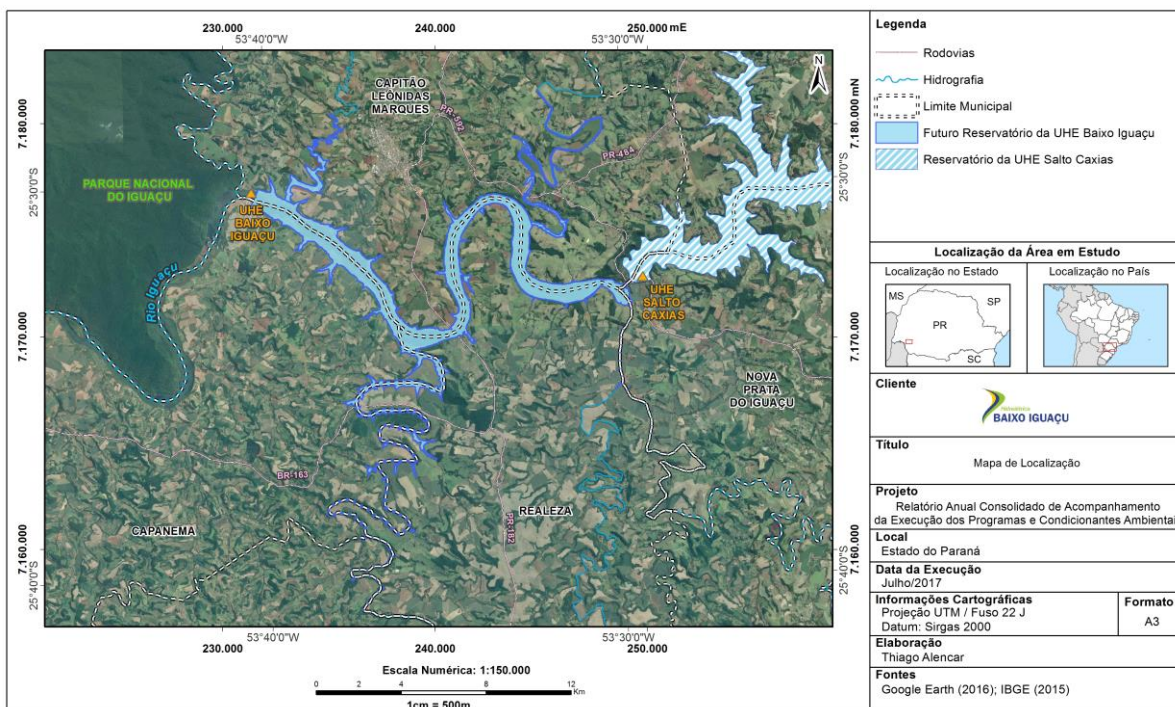 230.000
240.000
250.000 mE
53°40'0"W
53°30'0"W
7.180.000
25°30'0"S
7.170.000
7.160.000
25°40'0"S
7.180.000 mN
25°30'0"S
7.170.000
7.160.000
25°40'0"S
N
CAPITÃO
LEÔNIDAS
MARQUES
PR-182
PR-484
PARQUE NACIONAL
DO IGUAÇU
UHE
BAIXO
IGUAÇU
Rio Iguaçu
UHE
SALTO
CAXIAS
NOVA
PRATA
DO IGUAÇU
BR-163
REALEZA
PR-182
CAPANEMA
53°40'0"W
53°30'0"W
230.000
240.000
250.000
Escala Numérica: 1:150.000
0 2 4 8 12
Km
1cm = 500m
Legenda
Rodovias
Hidrografia
Limite Municipal
Futuro Reservatório da UHE Baixo Iguaçu
Reservatório da UHE Salto Caxias
Localização da Área em Estudo
Localização no Estado
Localização no País
MS
SP
PR
SC
Cliente
BAIXO IGUAÇU
Título
Mapa de Localização
Projeto
Relatório Anual Consolidado de Acompanhamento
da Execução dos Programas e Condicionantes Ambientais
Local
Estado do Paraná
Data da Execução
Julho/2017
Informações Cartográficas
Projeção UTM / Fuso 22 J
Datum: Sirgas 2000
Formato
A3
Elaboração
Thiago Alencar
Fontes
Google Earth (2016); IBGE (2015)